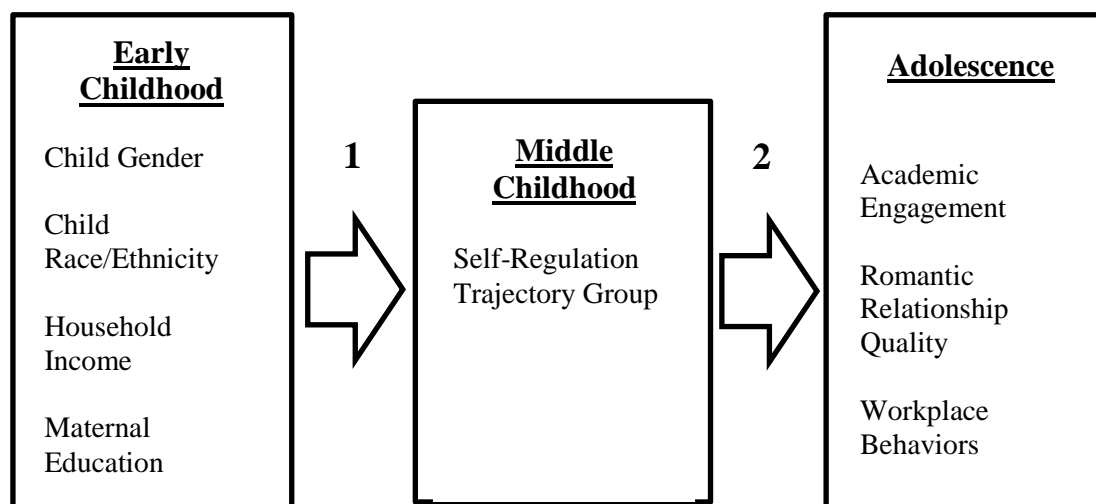 Early
Childhood
Child Gender
Child
Race/Ethnicity
Household
Income
Maternal
Education
1
Middle
Childhood
Self-Regulation
Trajectory Group
2
Adolescence
Academic
Engagement
Romantic
Relationship
Quality
Workplace
Behaviors